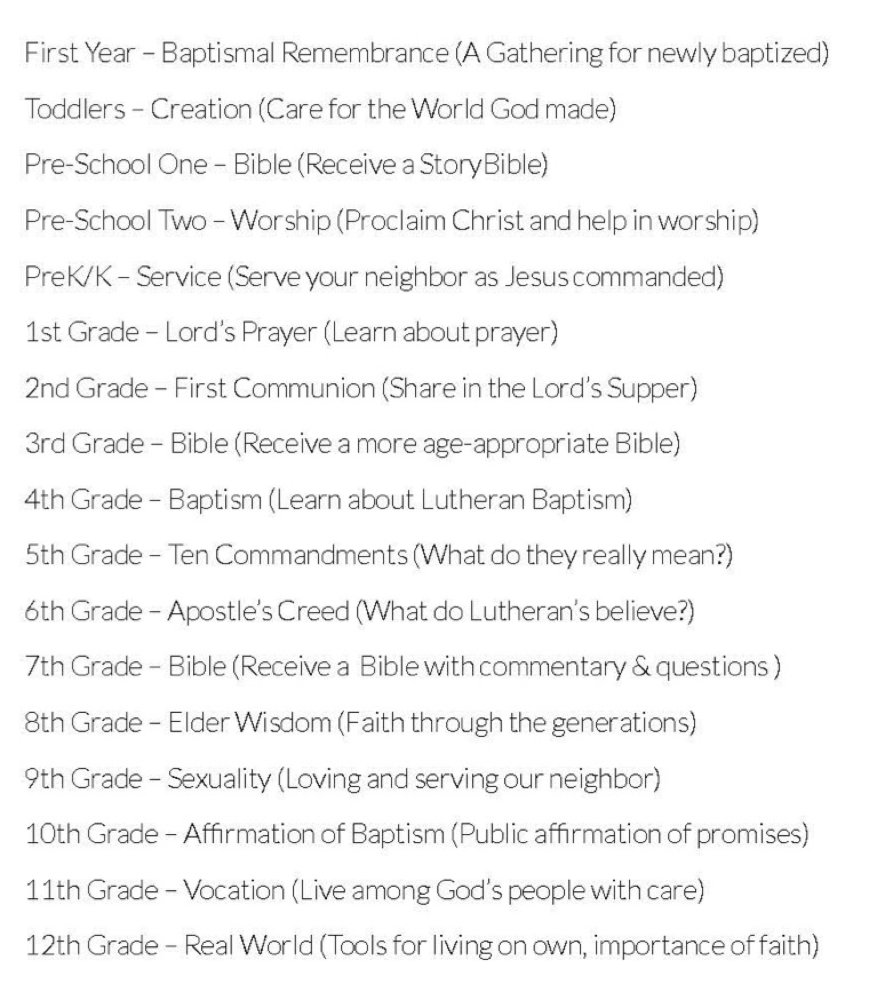 First Year – Baptismal Remembrance (A Gathering for newly baptized)
Toddlers – Creation (Care for the World God made)
Pre-School One – Bible (Receive a Story Bible)
Pre-School Two – Worship (Proclaim Christ and help in worship)
PreK/K – Service (Serve your neighbor as Jesus commanded)
1st Grade – Lord's Prayer (Learn about prayer)
2nd Grade – First Communion (Share in the Lord's Supper)
3rd Grade – Bible (Receive a more age-appropriate Bible)
4th Grade – Baptism (Learn about Lutheran Baptism)
5th Grade – Ten Commandments (What do they really mean?)
6th Grade – Apostle's Creed (What do Lutheran's believe?)
7th Grade – Bible (Receive a Bible with commentary & questions )
8th Grade – Elder Wisdom (Faith through the generations)
9th Grade – Sexuality (Loving and serving our neighbor)
10th Grade – Affirmation of Baptism (Public affirmation of promises)
11th Grade – Vocation (Live among God's people with care)
12th Grade – Real World (Tools for living on own, importance of faith)